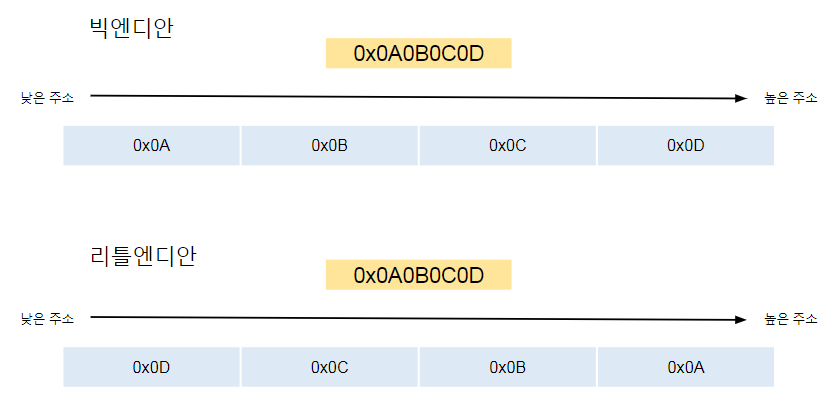 빅엔디안
0x0A0B0C0D
낮은 주소 높은 주소
0x0A 0x0B 0x0C 0x0D
리틀엔디안
0x0A0B0C0D
낮은 주소 높은 주소
0x0D 0x0C 0x0B 0x0A